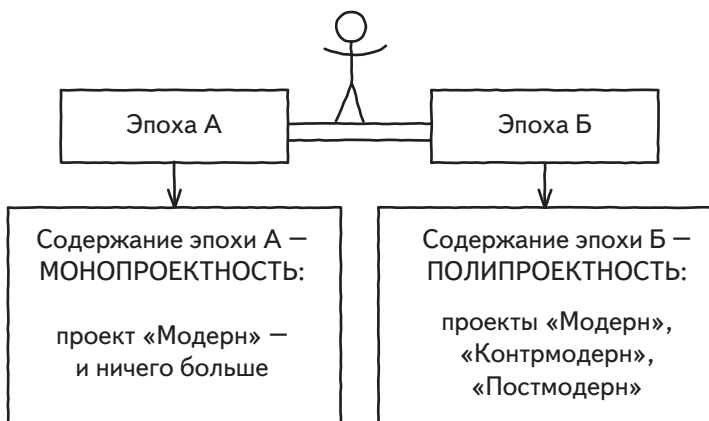 Эпоха А
Эпоха Б
Содержание эпохи А —
МОНОПРОЕКТНОСТЬ:
проект «Модерн» —
и ничего больше
Содержание эпохи Б —
ПОЛИПРОЕКТНОСТЬ:
проекты «Модерн»,
«Контрмодерн»,
«Постмодерн»